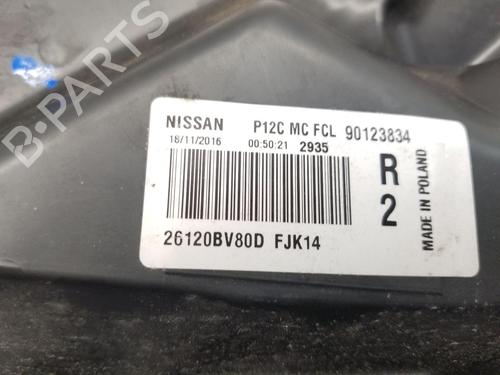 NISSAN P12C MC FCL 90123834
18/11/2016 00:50:21 2935
R
2
MADE IN POLAND
26120BV80D FJK14
B-PARTS